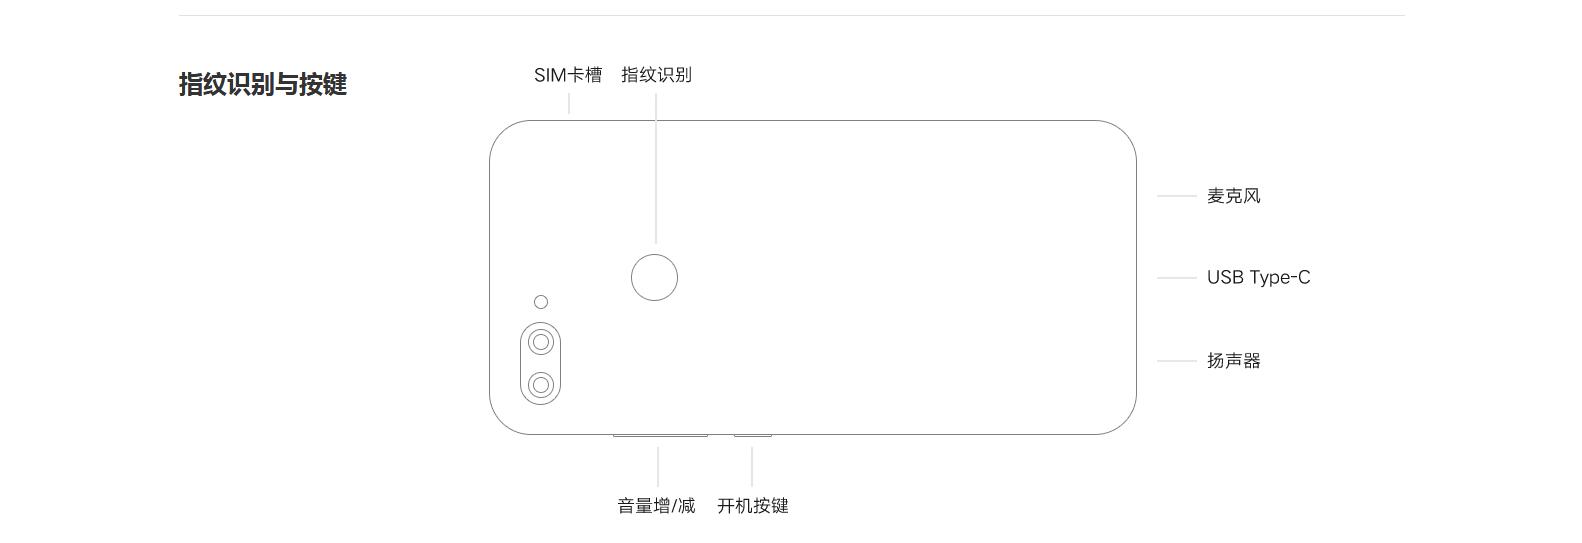 指纹识别与按键
SIM卡槽 指纹识别
麦克风
USB Type-C
扬声器
音量增/减 开机按键